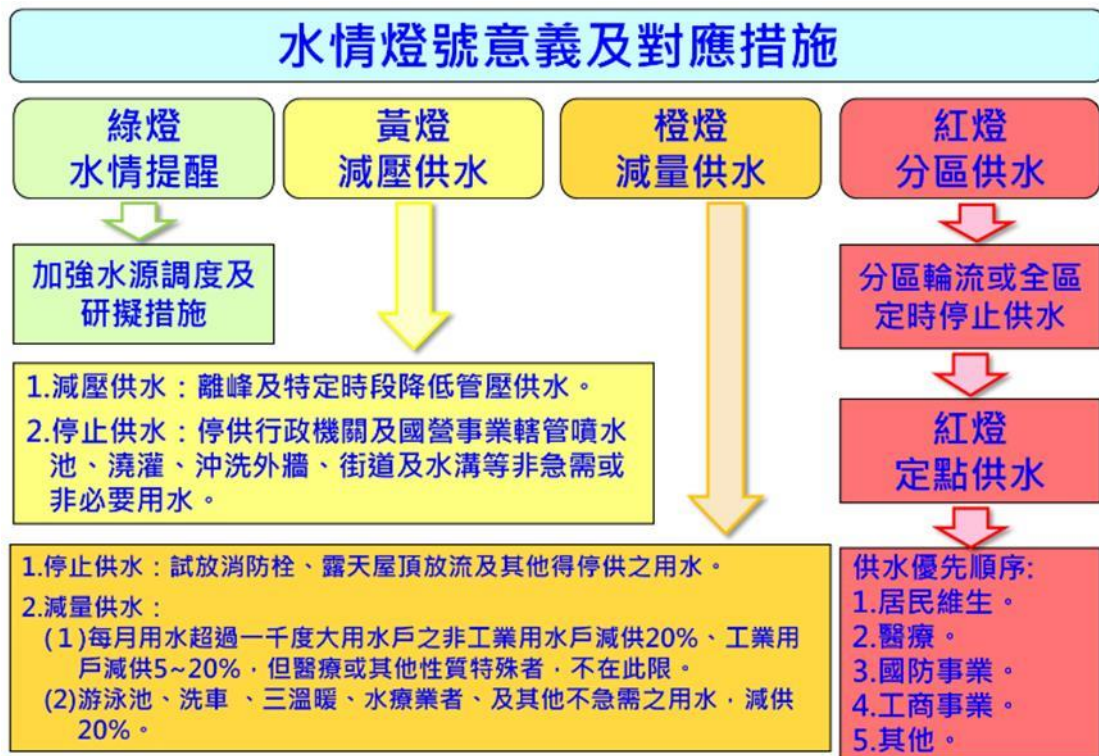 水情燈號意義及對應措施
綠燈
水情提醒
加強水源調度及
研擬措施
黃燈
減壓供水
1.減壓供水：離峰及特定時段降低管壓供水。
2.停止供水：停供行政機關及國營事業轄管噴水
池、澆灌、沖洗外牆、街道及水溝等非急需或
非必要用水。
橙燈
減量供水
1.停止供水：試放消防栓、露天屋頂放流及其他得停供之用水。
2.減量供水：
(1)每月用水超過一千度大用水戶之非工業用水戶減供20%、工業用
戶減供5~20%，但醫療或其他性質特殊者，不在此限。
(2)游泳池、洗車、三溫暖、水療業者、及其他不急需之用水，減供
20%。
紅燈
分區供水
分區輪流或全區
定時停止供水
紅燈
定點供水
供水優先順序:
1.居民維生。
2.醫療。
3.國防事業。
4.工商事業。
5.其他。